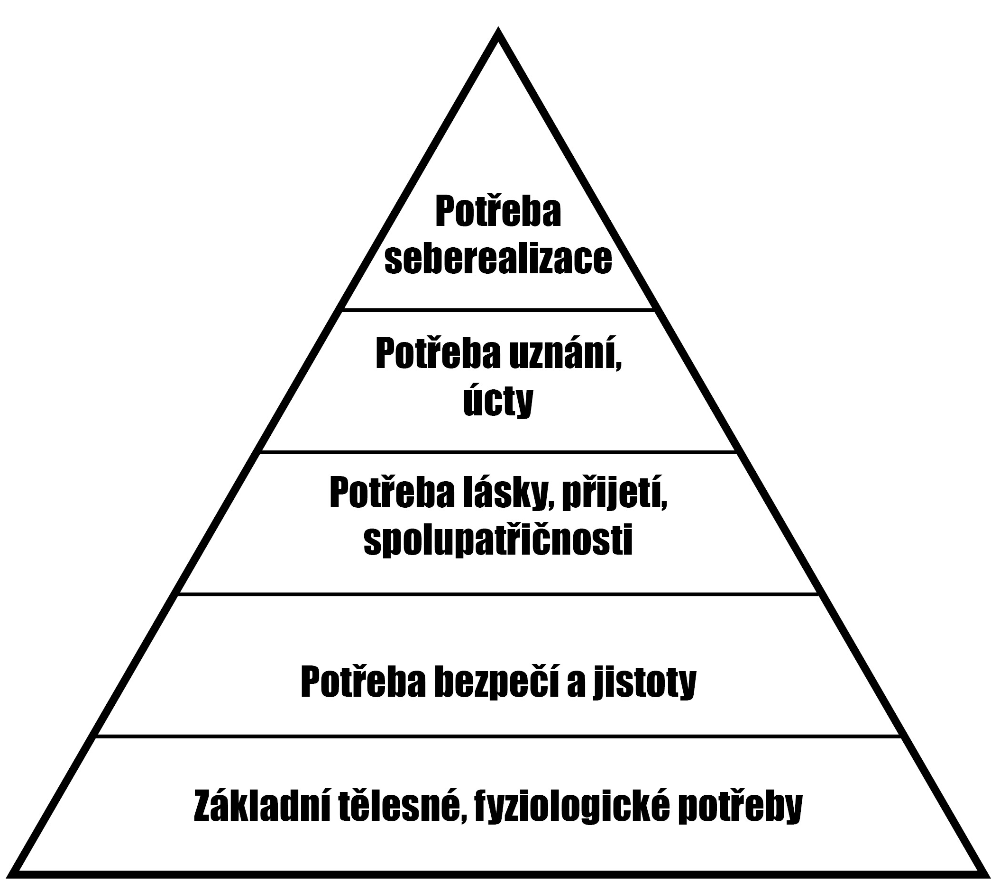 Potřeba
seberealizace
Potřeba uznání,
úcty
Potřeba lásky, přijetí,
spolupatřičnosti
Potřeba bezpečí a jistoty
Základní tělesné, fyziologické potřeby